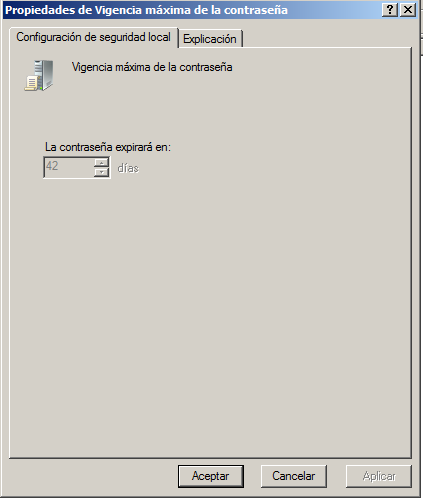 Propiedades de Vigencia máxima de la contraseña
Configuración de seguridad local Explicación
Vigencia máxima de la contraseña
La contraseña expirará en:
42 días
Aceptar Cancelar Aplicar